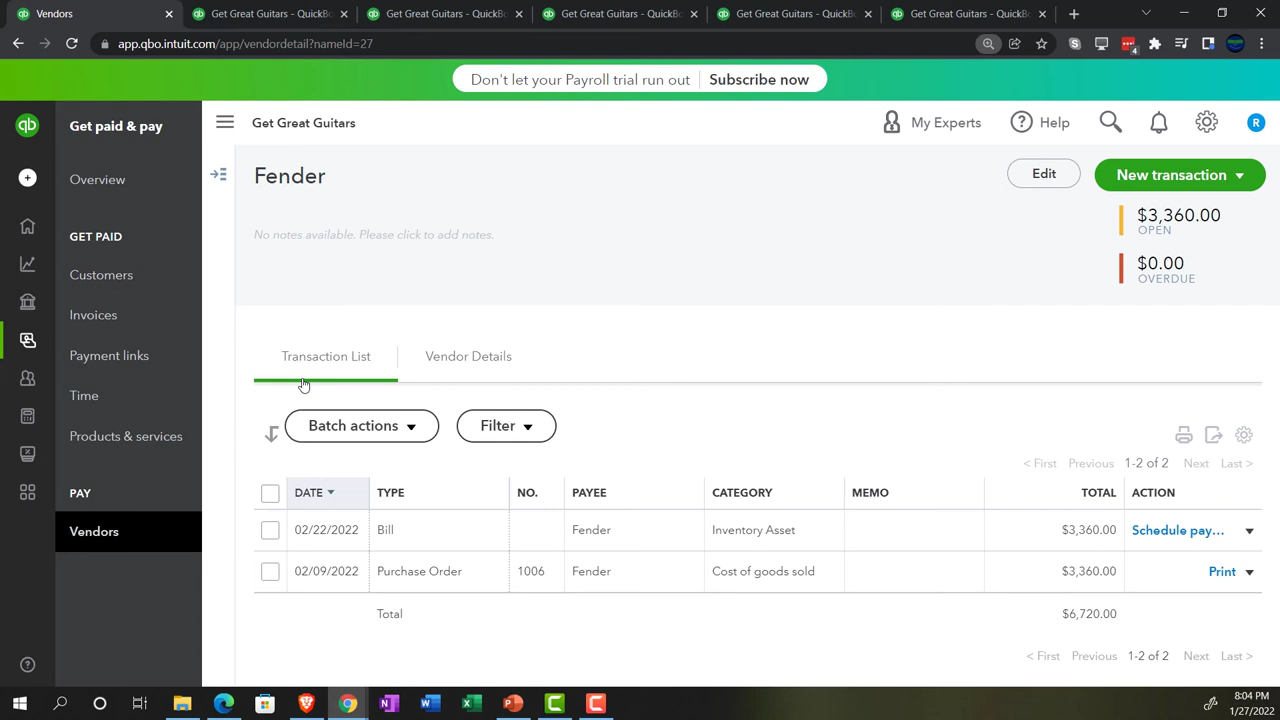 Vendors
Get Great Guitars - QuickBo
Get Great Guitars - QuickBo
Get Great Guitars - QuickBo
Get Great Guitars - QuickBo
Get Great Guitars - QuickBo
app.qbo.intuit.com/app/vendordetail?nameId=27
4
Don't let your Payroll trial run out
Subscribe now
qb
Get paid & pay
Get Great Guitars
My Experts
Help
R
Overview
GET PAID
Customers
Invoices
Payment links
Time
Products & services
PAY
Vendors
Fender
Edit
New transaction
No notes available. Please click to add notes.
$3,360.00
OPEN
$0.00
OVERDUE
Transaction List
Vendor Details
Batch actions
Filter
< First Previous 1-2 of 2 Next Last >
DATE TYPE NO. PAYEE CATEGORY MEMO TOTAL ACTION
02/22/2022 Bill Fender Inventory Asset $3,360.00 Schedule pay...
02/09/2022 Purchase Order 1006 Fender Cost of goods sold $3,360.00 Print
Total $6,720.00
< First Previous 1-2 of 2 Next Last >
8:04 PM
1/27/2022